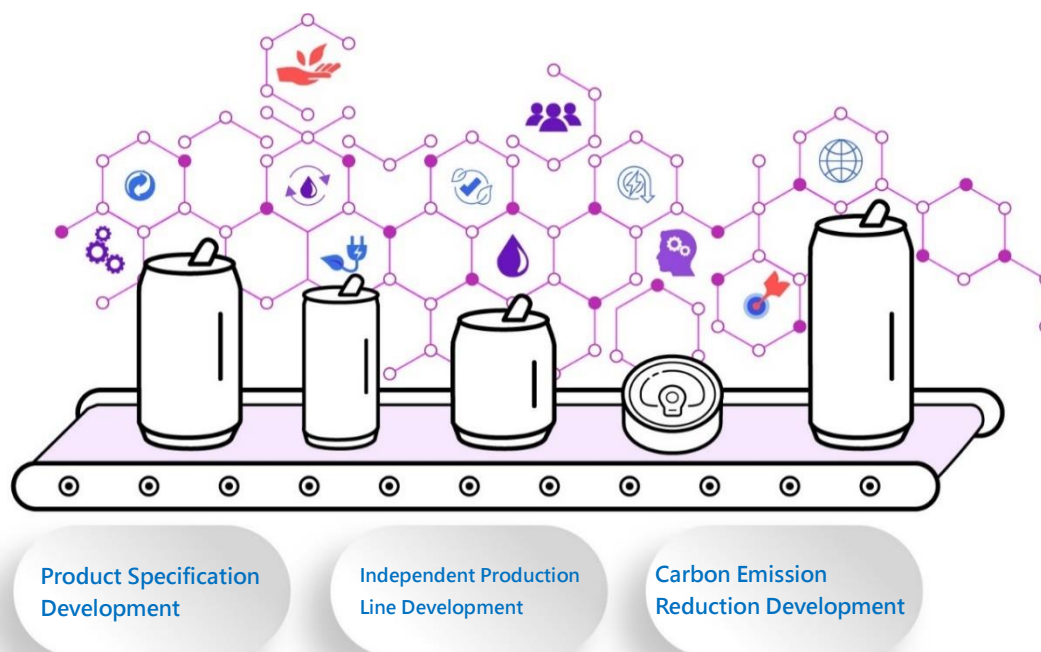 Product Specification
Development
Independent Production
Line Development
Carbon Emission
Reduction Development